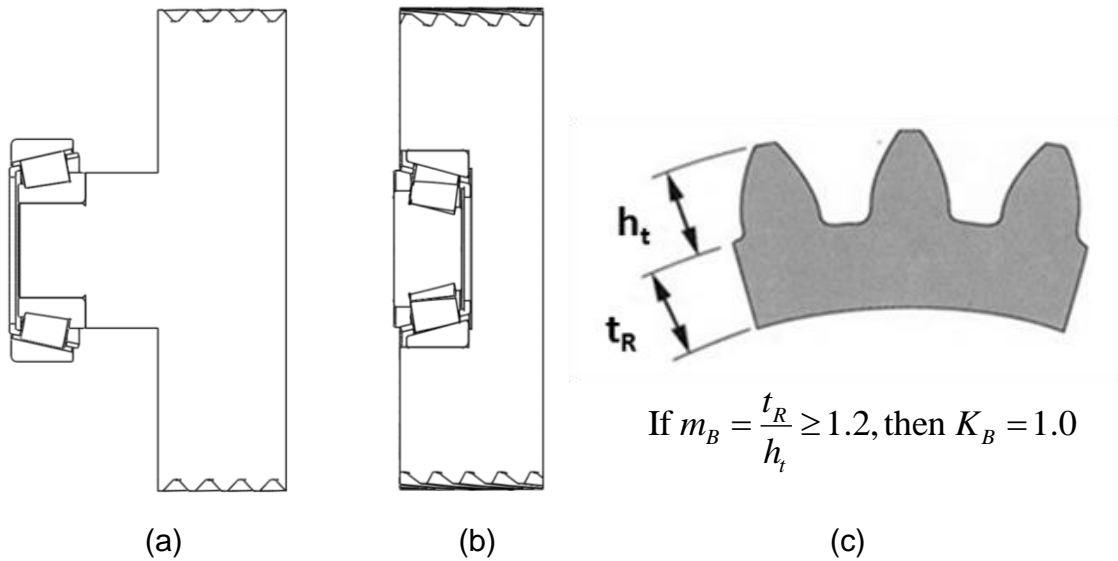 h_t
t_R
If m_B = t_R / h_t ≥ 1.2, then K_B = 1.0
(a) (b) (c)